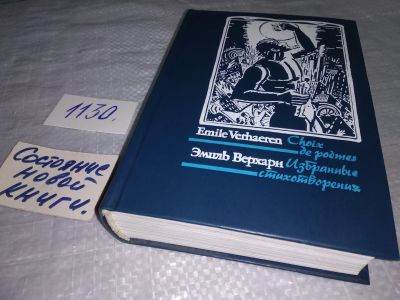 1130.
Состояние
новой
книги.
Emile Verhaeren Choix
de poèmes
Эмиль Верхарн Избранные
стихотворения